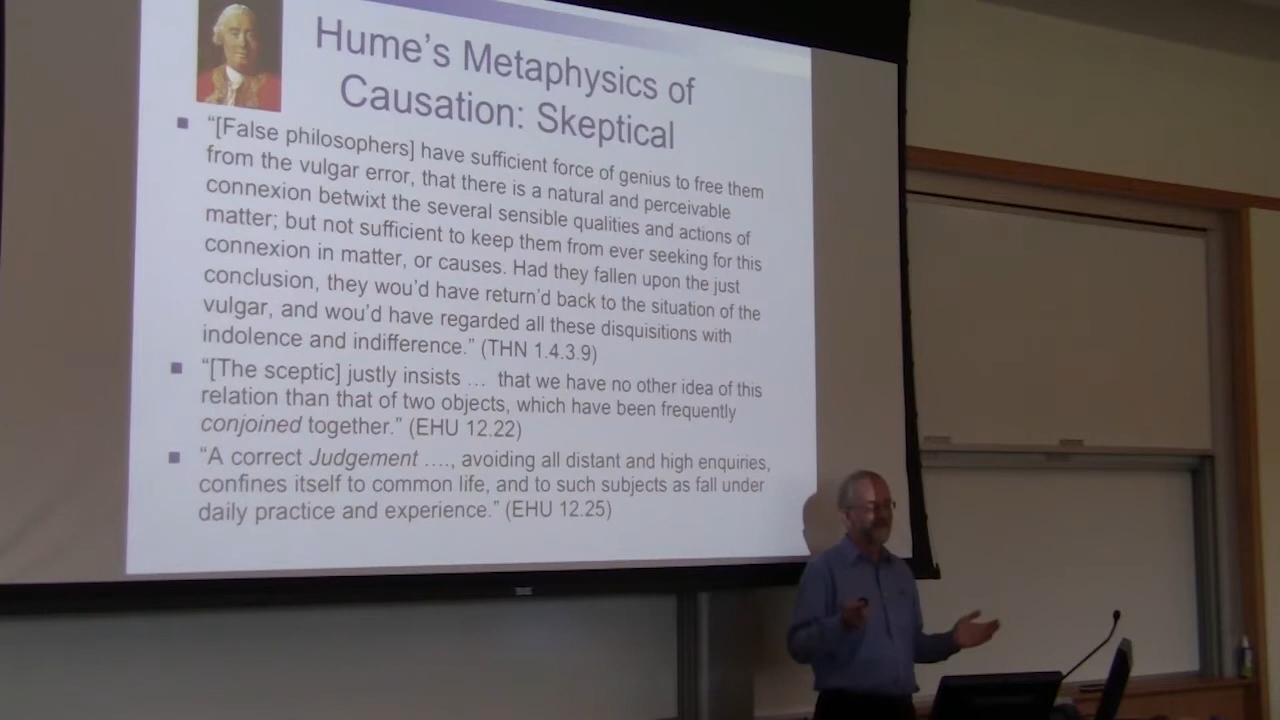 Hume's Metaphysics of
Causation: Skeptical
"[False philosophers] have sufficient force of genius to free them
from the vulgar error, that there is a natural and perceivable
connexion betwixt the several sensible qualities and actions of
matter; but not sufficient to keep them from ever seeking for this
connexion in matter, or causes. Had they fallen upon the just
conclusion, they wou'd have return'd back to the situation of the
vulgar, and wou'd have regarded all these disquisitions with
indolence and indifference." (THN 1.4.3.9)
"[The sceptic] justly insists … that we have no other idea of this
relation than that of two objects, which have been frequently
conjoined together." (EHU 12.22)
"A correct Judgement …., avoiding all distant and high enquiries,
confines itself to common life, and to such subjects as fall under
daily practice and experience." (EHU 12.25)